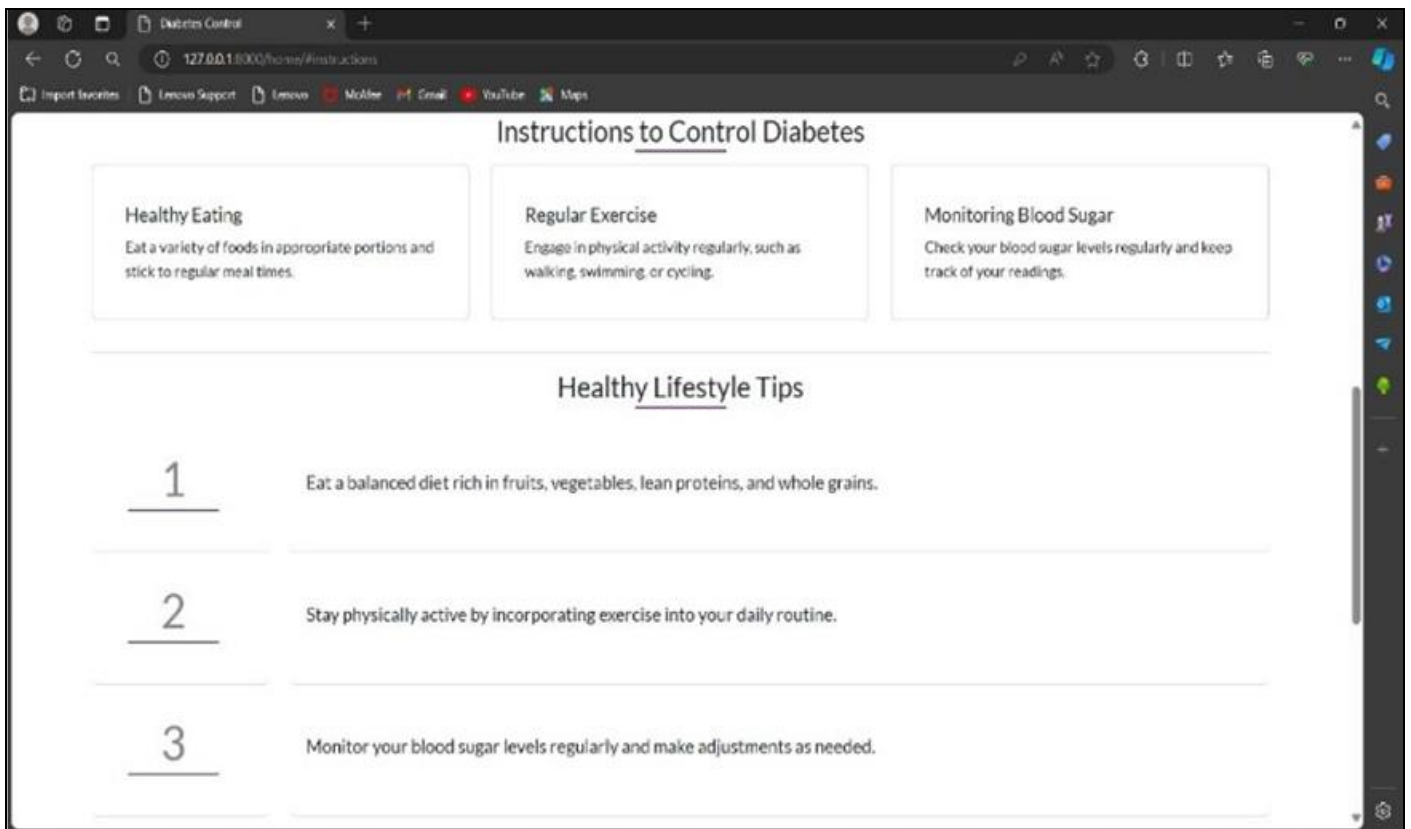 Diabetes Control
127.0.0.1:8000/home/#instructions
Import favorites Lenovo Support Lenovo McAfee Gmail YouTube Maps
Instructions to Control Diabetes
Healthy Eating
Eat a variety of foods in appropriate portions and
stick to regular meal times.
Regular Exercise
Engage in physical activity regularly, such as
walking, swimming, or cycling.
Monitoring Blood Sugar
Check your blood sugar levels regularly and keep
track of your readings.
Healthy Lifestyle Tips
1 Eat a balanced diet rich in fruits, vegetables, lean proteins, and whole grains.
2 Stay physically active by incorporating exercise into your daily routine.
3 Monitor your blood sugar levels regularly and make adjustments as needed.